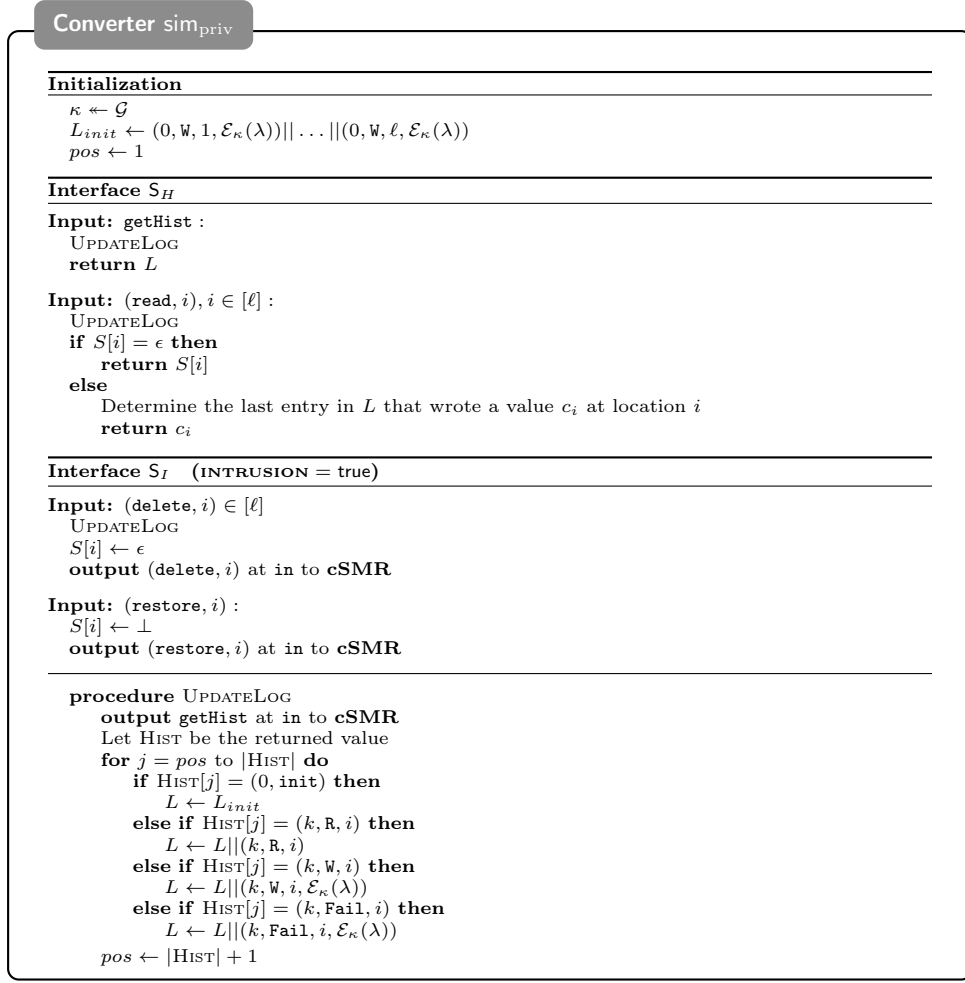 Converter sim_priv
Initialization
κ ↞ 𝒢
L_init ← (0, W, 1, ℰ_κ(λ))|| . . . ||(0, W, ℓ, ℰ_κ(λ))
pos ← 1
Interface S_H
Input: getHist :
UpdateLog
return L
Input: (read, i), i ∈ [ℓ] :
UpdateLog
if S[i] = ϵ then
return S[i]
else
Determine the last entry in L that wrote a value c_i at location i
return c_i
Interface S_I (INTRUSION = true)
Input: (delete, i) ∈ [ℓ]
UpdateLog
S[i] ← ϵ
output (delete, i) at in to cSMR
Input: (restore, i) :
S[i] ← ⊥
output (restore, i) at in to cSMR
procedure UpdateLog
output getHist at in to cSMR
Let Hist be the returned value
for j = pos to |Hist| do
if Hist[j] = (0, init) then
L ← L_init
else if Hist[j] = (k, R, i) then
L ← L||(k, R, i)
else if Hist[j] = (k, W, i) then
L ← L||(k, W, i, ℰ_κ(λ))
else if Hist[j] = (k, Fail, i) then
L ← L||(k, Fail, i, ℰ_κ(λ))
pos ← |Hist| + 1